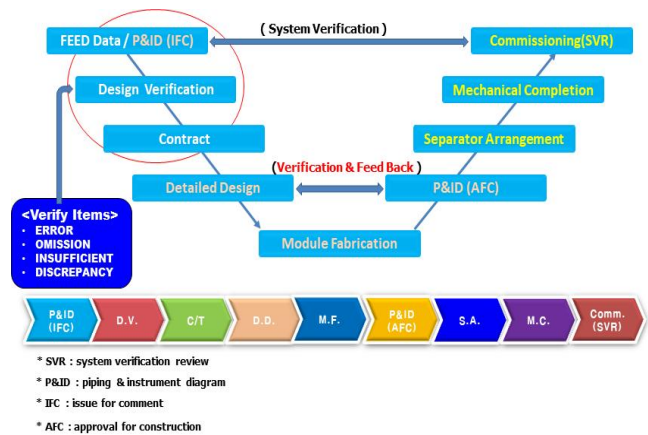 ( System Verification )
FEED Data / P&ID (IFC)
Commissioning(SVR)
Design Verification
Mechanical Completion
Contract
Separator Arrangement
(Verification & Feed Back )
Detailed Design
P&ID (AFC)
Module Fabrication
<Verify Items>
· ERROR
· OMISSION
· INSUFFICIENT
· DISCREPANCY
P&ID
(IFC)
D.V.
C/T
D.D.
M.F.
P&ID
(AFC)
S.A.
M.C.
Comm.
(SVR)
* SVR : system verification review
* P&ID : piping & instrument diagram
* IFC : issue for comment
* AFC : approval for construction